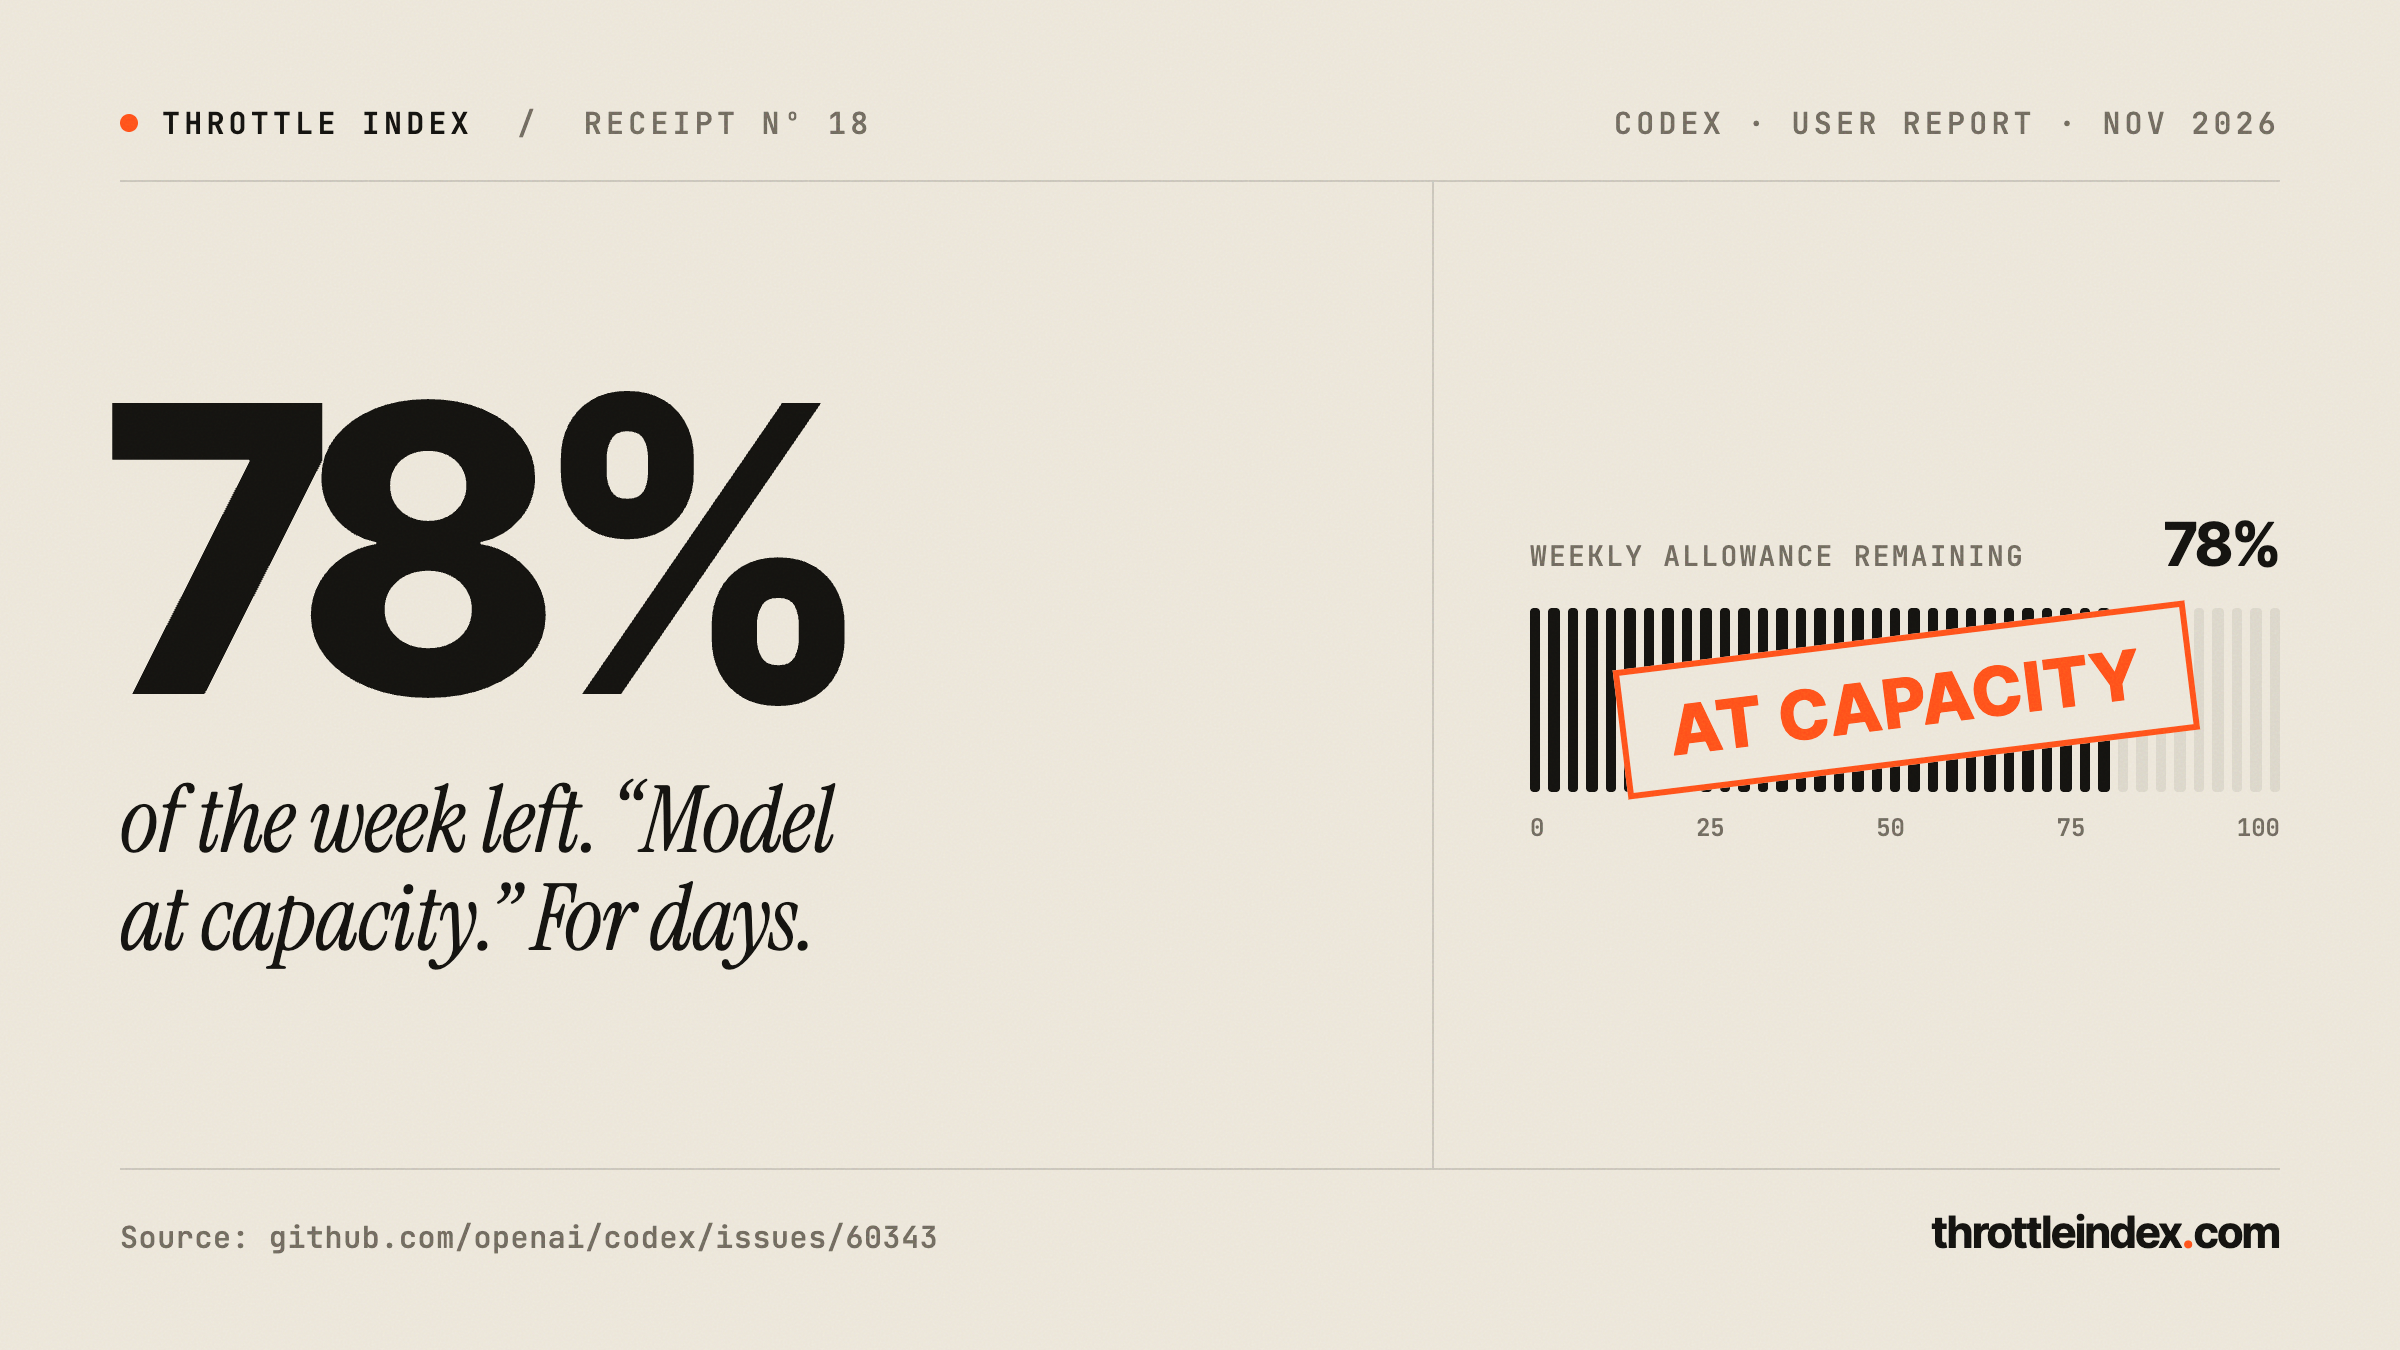 THROTTLE INDEX / RECEIPT Nº 18
CODEX · USER REPORT · NOV 2026
78%
of the week left. “Model
at capacity.” For days.
WEEKLY ALLOWANCE REMAINING 78%
AT CAPACITY
0 25 50 75 100
Source: github.com/openai/codex/issues/60343
throttleindex.com